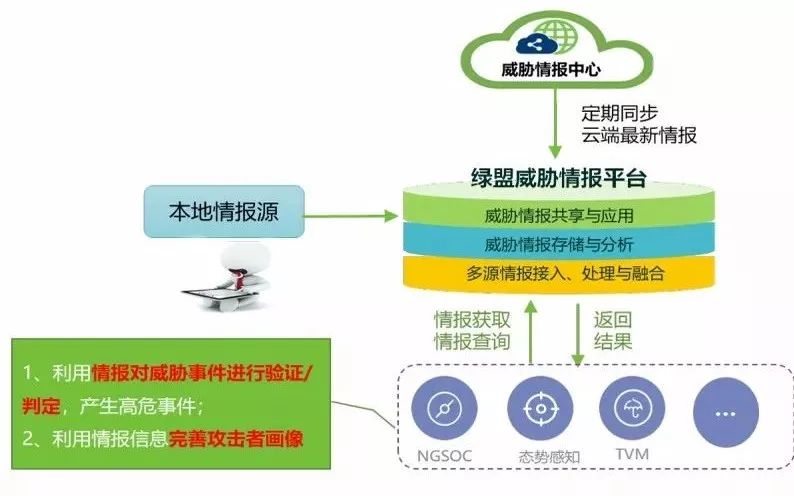 威胁情报中心
定期同步
云端最新情报
绿盟威胁情报平台
本地情报源
威胁情报共享与应用
威胁情报存储与分析
多源情报接入、处理与融合
情报获取
情报查询
返回
结果
1、利用情报对威胁事件进行验证/
判定，产生高危事件；
2、利用情报信息完善攻击者画像
NGSOC
态势感知
TVM
...